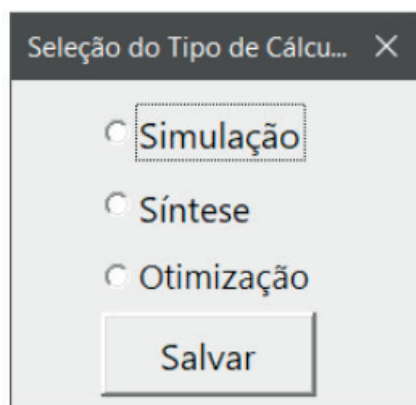 Seleção do Tipo de Cálcu...
Simulação
Síntese
Otimização
Salvar